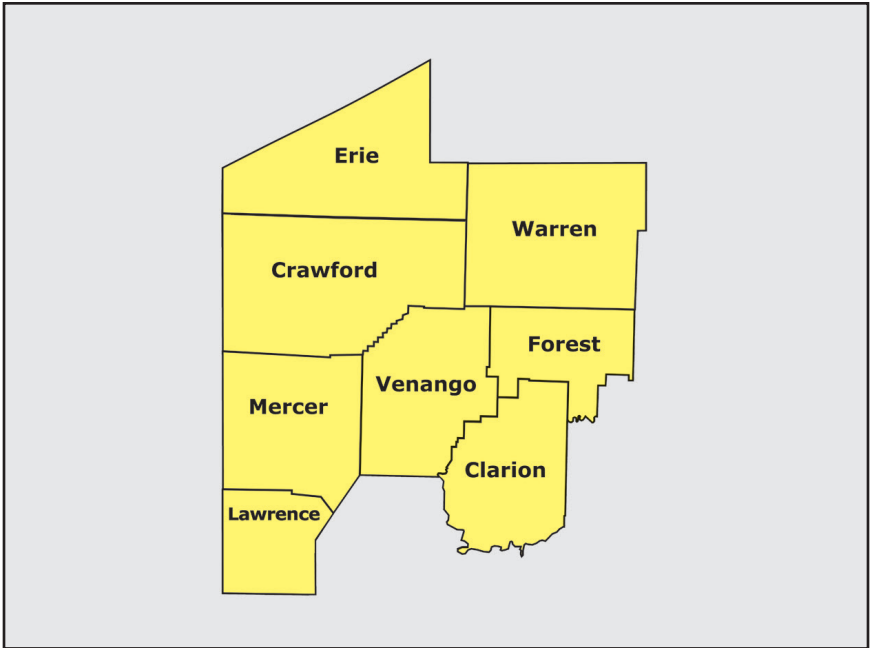 Erie
Warren
Crawford
Forest
Venango
Mercer
Clarion
Lawrence